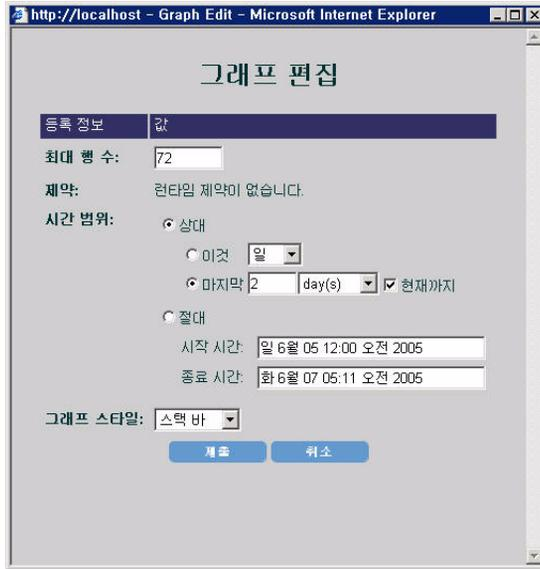 http://localhost - Graph Edit - Microsoft Internet Explorer
그래프 편집
등록 정보 값
최대 행 수: 72
제약: 런타임 제약이 없습니다.
시간 범위: 상대
이것 일
마지막 2 day(s) 현재까지
절대
시작 시간: 일 6월 05 12:00 오전 2005
종료 시간: 화 6월 07 05:11 오전 2005
그래프 스타일: 스택 바
제출 취소